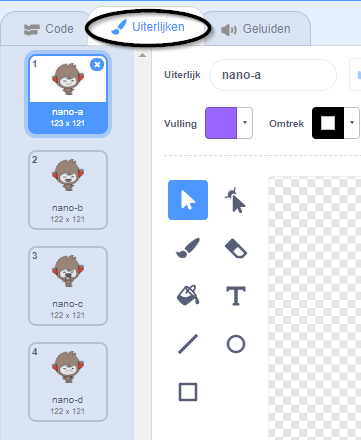 Code
Uiterlijken
Geluiden
1
nano-a
123 x 121
2
nano-b
122 x 121
3
nano-c
122 x 121
4
nano-d
122 x 121
Uiterlijk
nano-a
Vulling
Omtrek
T